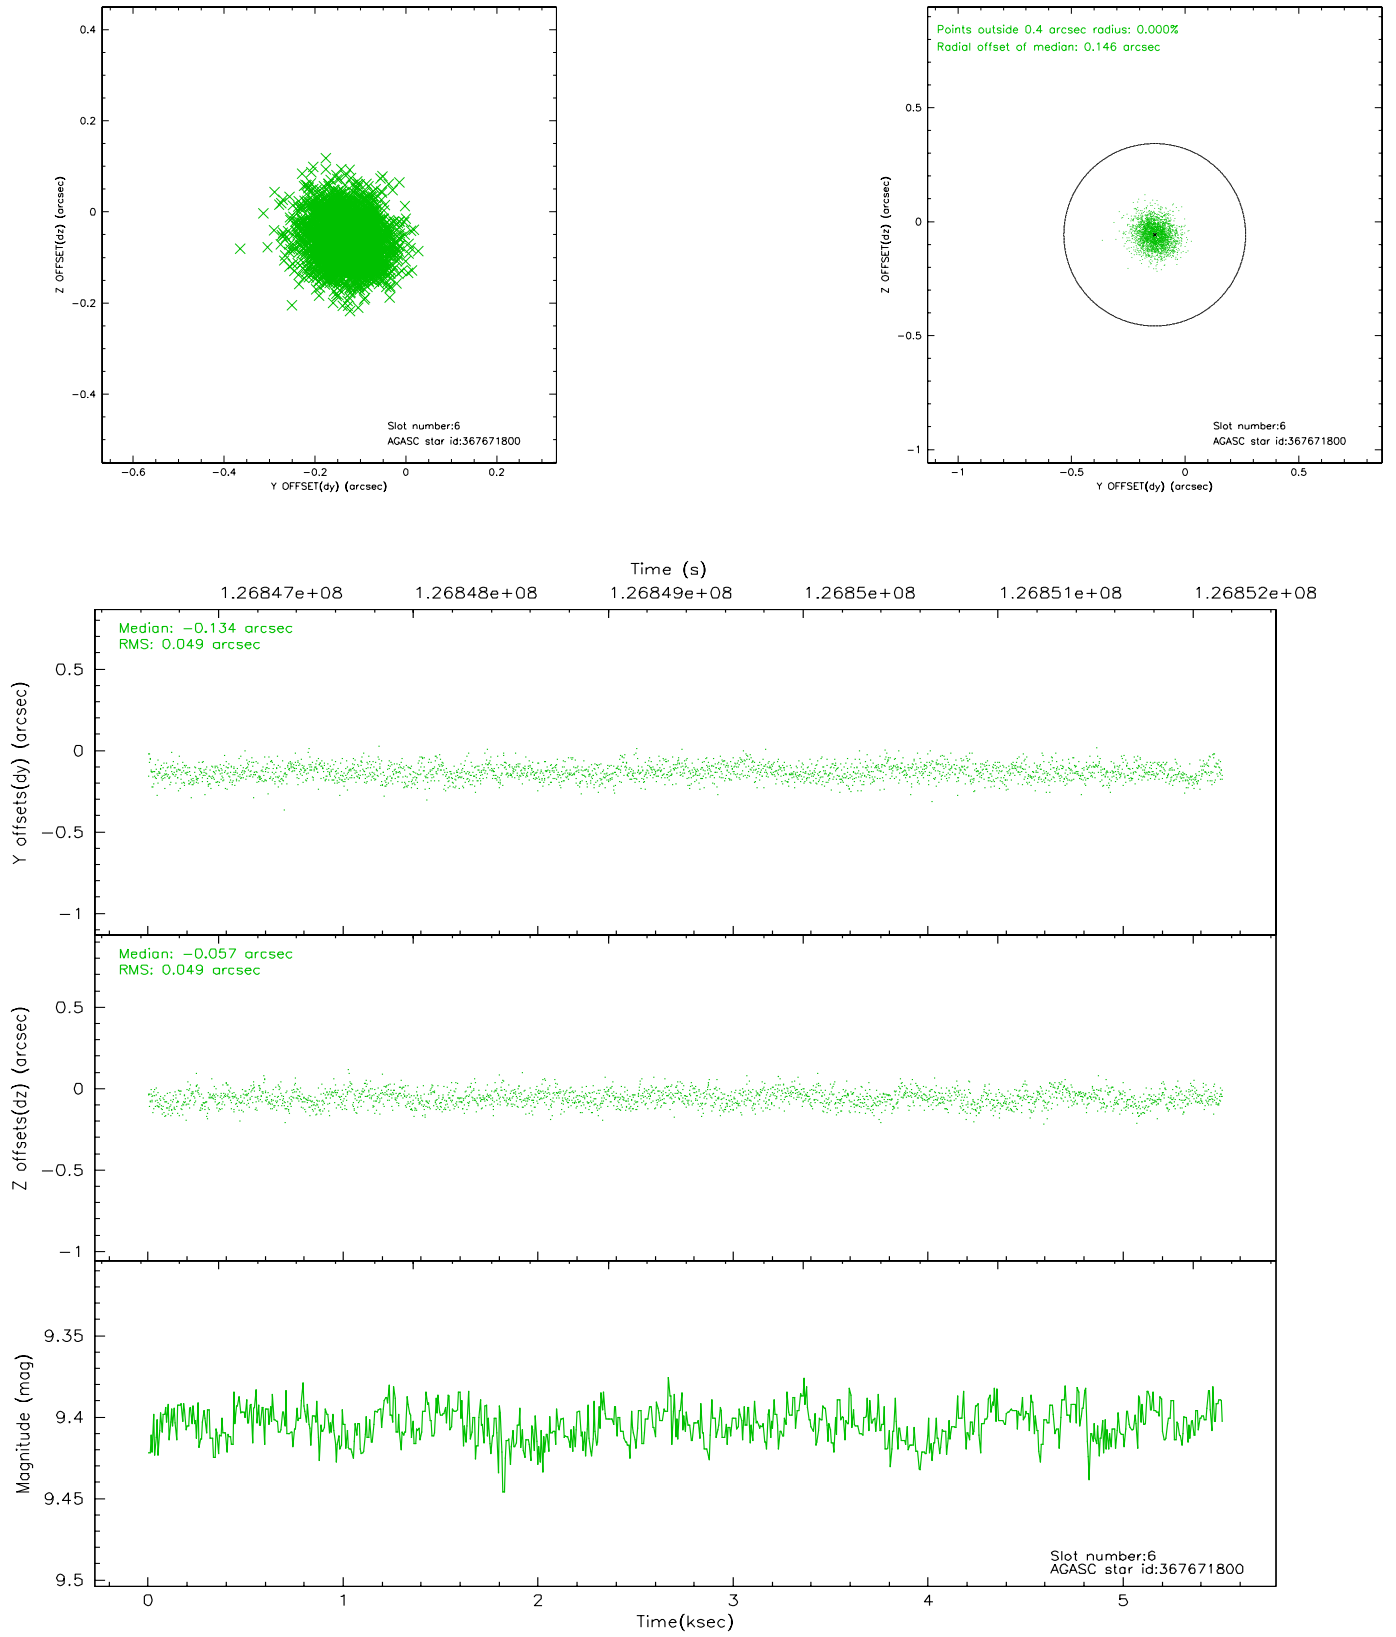 0.4
0.2
0
−0.2
−0.4
Z OFFSET(dz) (arcsec)
Slot number:6
AGASC star id:367671800
−0.6 −0.4 −0.2 0 0.2
Y OFFSET(dy) (arcsec)
Points outside 0.4 arcsec radius: 0.000%
Radial offset of median: 0.146 arcsec
0.5
0
−0.5
−1
Z OFFSET(dz) (arcsec)
Slot number:6
AGASC star id:367671800
−1 −0.5 0 0.5
Y OFFSET(dy) (arcsec)
Time (s)
1.26847e+08 1.26848e+08 1.26849e+08 1.2685e+08 1.26851e+08 1.26852e+08
Median: −0.134 arcsec
RMS: 0.049 arcsec
0.5
0
−0.5
−1
Y offsets(dy) (arcsec)
Median: −0.057 arcsec
RMS: 0.049 arcsec
0.5
0
−0.5
−1
Z offsets(dz) (arcsec)
9.35
9.4
9.45
9.5
Magnitude (mag)
Slot number:6
AGASC star id:367671800
0 1 2 3 4 5
Time(ksec)